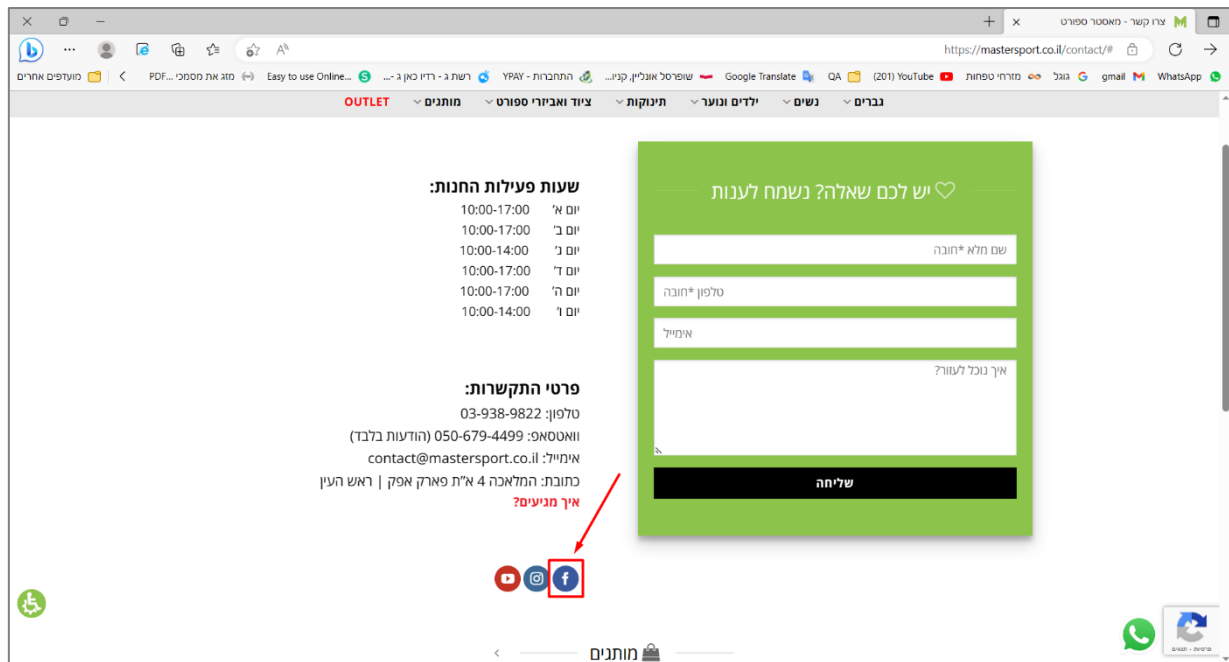 צרו קשר - מאסטר ספורט
https://mastersport.co.il/contact/#
WhatsApp
gmail
גוגל
מזרחי טפחות
(201) YouTube
QA
Google Translate
שופרסל אונליין, קניו...
התחברות - YPAY
רשת ג - רדיו כאן ג -...
Easy to use Online...
מזג את מסמכי PDF...
מועדפים אחרים
גברים
נשים
ילדים ונוער
תינוקות
ציוד ואביזרי ספורט
מותגים
OUTLET
יש לכם שאלה? נשמח לענות
שם מלא *חובה
טלפון *חובה
אימייל
איך נוכל לעזור?
שליחה
שעות פעילות החנות:
יום א׳ 10:00-17:00
יום ב׳ 10:00-17:00
יום ג׳ 10:00-14:00
יום ד׳ 10:00-17:00
יום ה׳ 10:00-17:00
יום ו׳ 10:00-14:00
פרטי התקשרות:
טלפון: 03-938-9822
וואטסאפ: 050-679-4499 (הודעות בלבד)
אימייל: contact@mastersport.co.il
כתובת: המלאכה 4 א״ת פארק אפק | ראש העין
איך מגיעים?
מותגים
פרטיות - תנאים